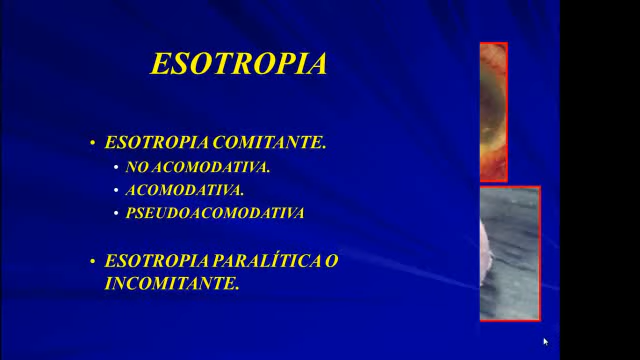 ESOTROPIA
• ESOTROPIA COMITANTE.
• NO ACOMODATIVA.
• ACOMODATIVA.
• PSEUDOACOMODATIVA
• ESOTROPIA PARALÍTICA O
INCOMITANTE.